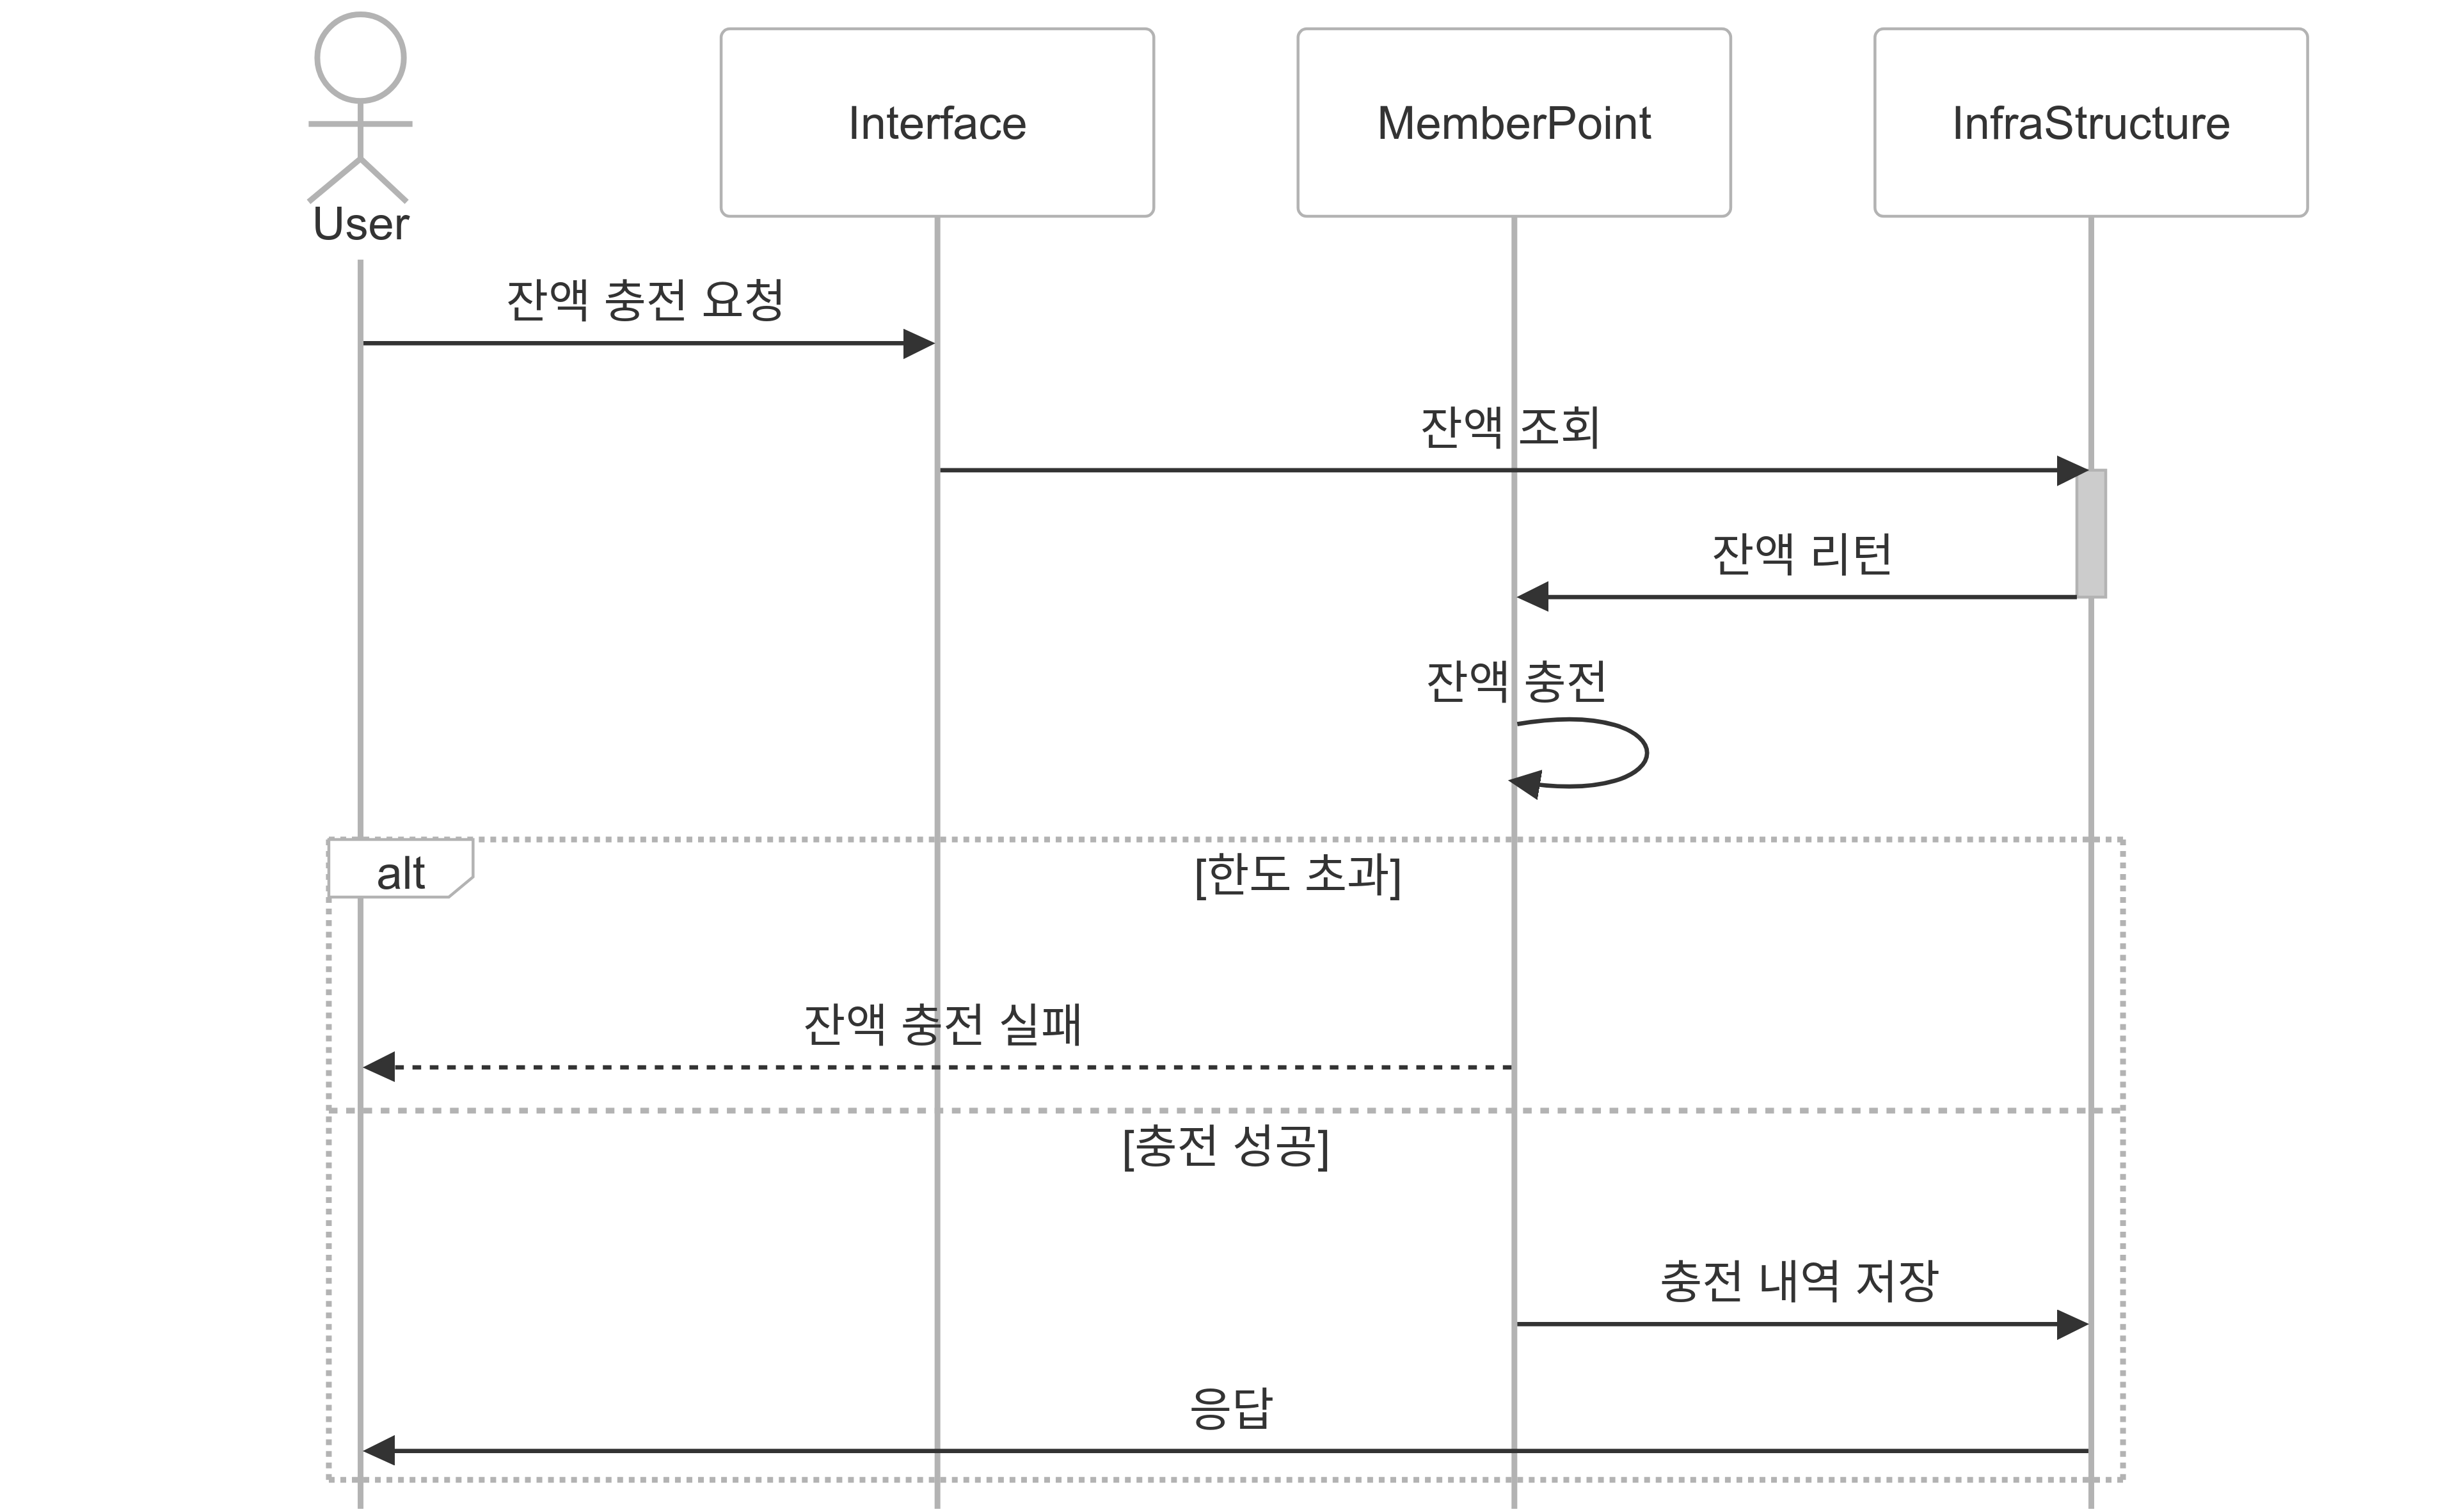 User
Interface
MemberPoint
InfraStructure
잔액 충전 요청
잔액 조회
잔액 리턴
잔액 충전
alt
[한도 초과]
잔액 충전 실패
[충전 성공]
충전 내역 저장
응답